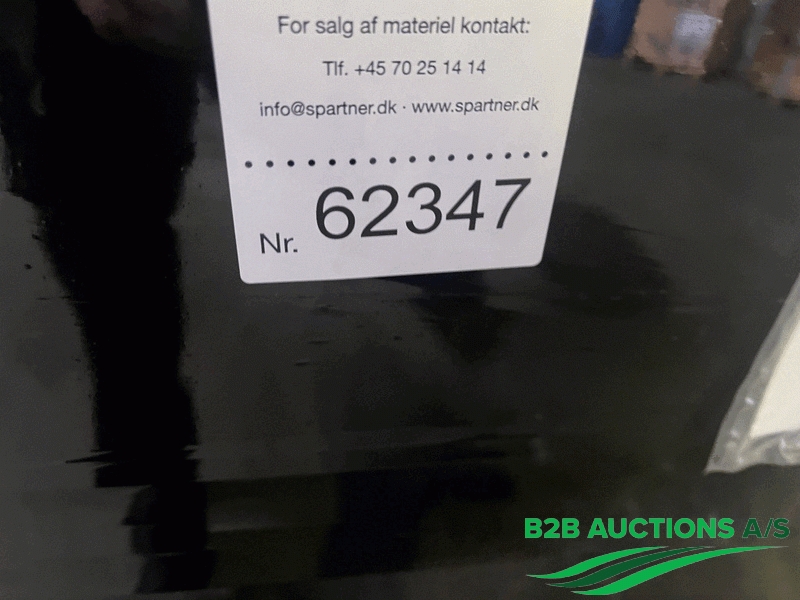 For salg af materiel kontakt:
Tlf. +45 70 25 14 14
info@spartner.dk · www.spartner.dk
Nr. 62347
B2B AUCTIONS A/S